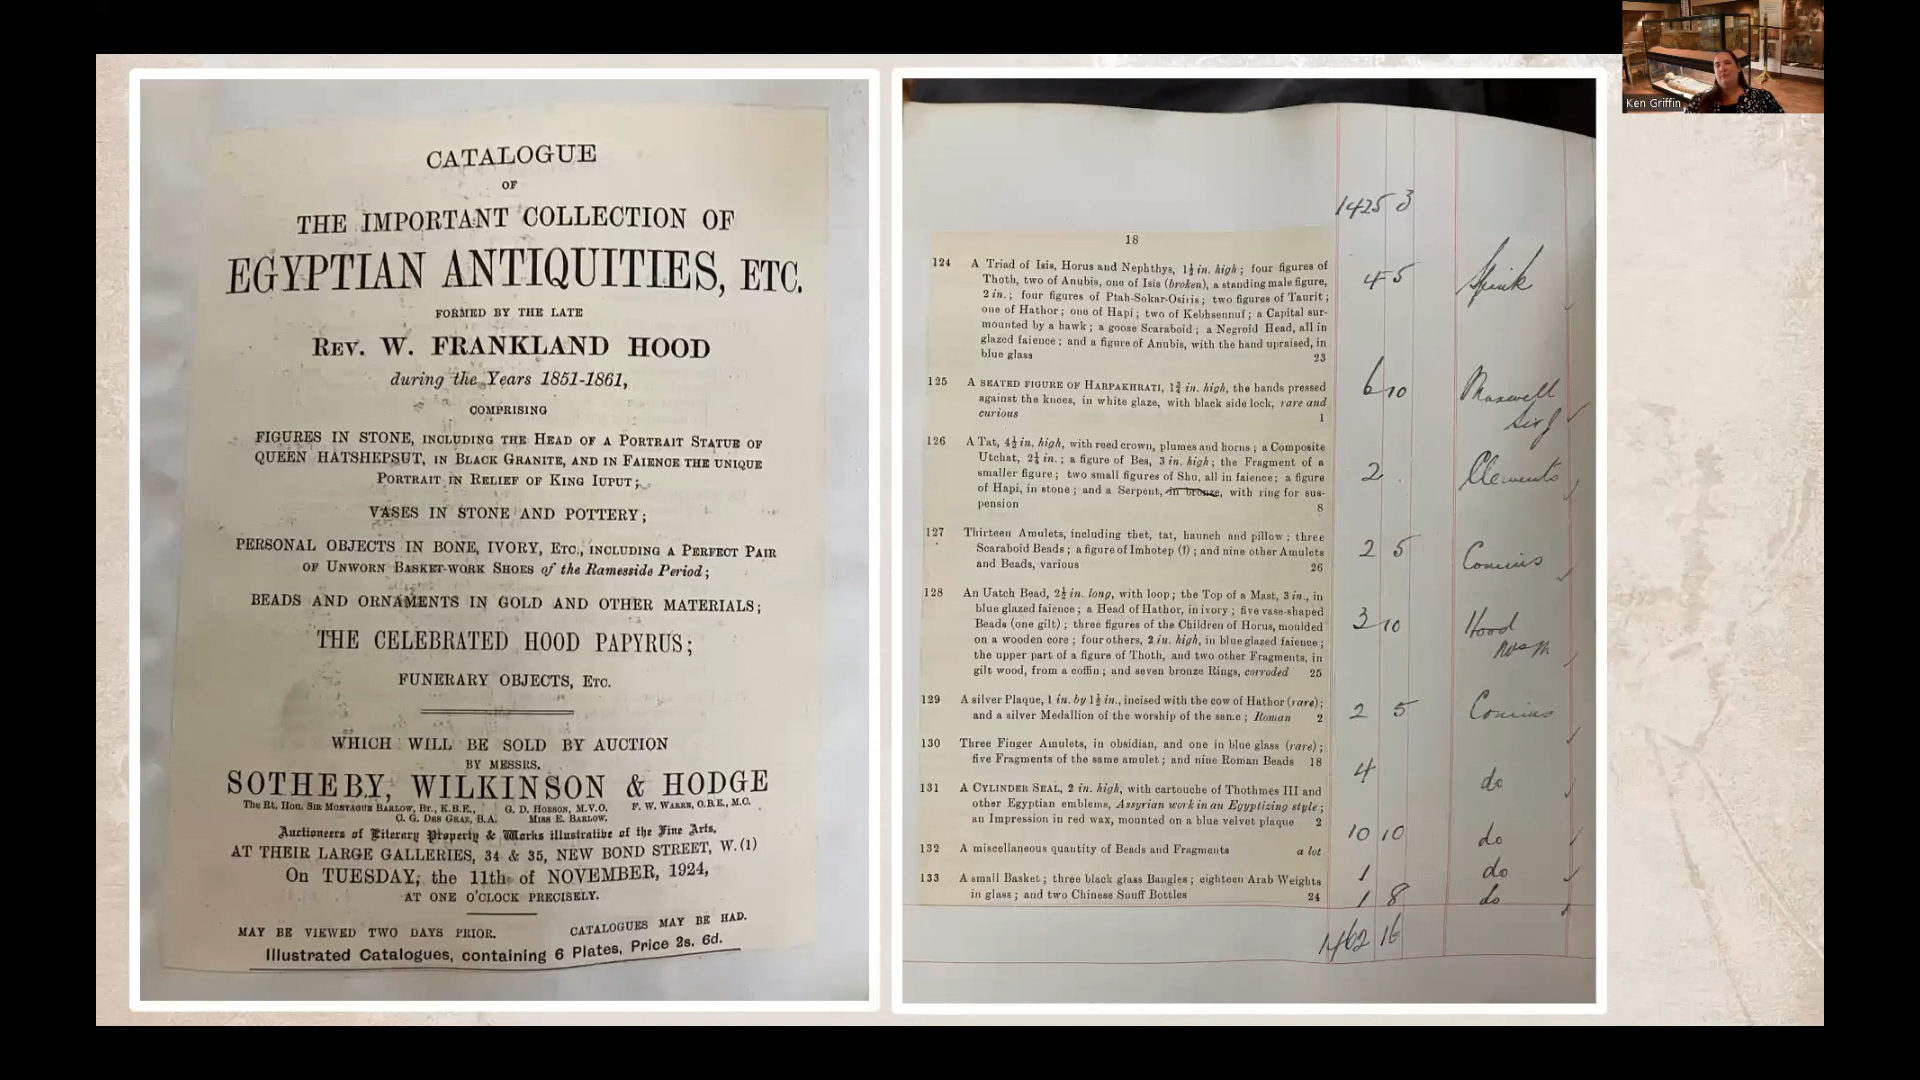 CATALOGUE
OF
THE IMPORTANT COLLECTION OF
EGYPTIAN ANTIQUITIES, ETC.
FORMED BY THE LATE
REV. W. FRANKLAND HOOD
during the Years 1851-1861,
COMPRISING
FIGURES IN STONE, INCLUDING THE HEAD OF A PORTRAIT STATUE OF
QUEEN HATSHEPSUT, IN BLACK GRANITE, AND IN FAIENCE THE UNIQUE
PORTRAIT IN RELIEF OF KING IUPUT;
VASES IN STONE AND POTTERY;
PERSONAL OBJECTS IN BONE, IVORY, ETC., INCLUDING A PERFECT PAIR
OF UNWORN BASKET-WORK SHOES of the Ramesside Period;
BEADS AND ORNAMENTS IN GOLD AND OTHER MATERIALS;
THE CELEBRATED HOOD PAPYRUS;
FUNERARY OBJECTS, ETC.
WHICH WILL BE SOLD BY AUCTION
BY MESSRS.
SOTHEBY, WILKINSON & HODGE
The Rt. Hon. SIR MONTAGUE BARLOW, BT., K.B.E., G. D. HOBSON, M.V.O. F. W. WARRE, O.B.E., M.C.
C. G. DES GRAZ, B.A. MISS E. BARLOW.
Auctioneers of Literary Property & Works illustrative of the Fine Arts,
AT THEIR LARGE GALLERIES, 34 & 35, NEW BOND STREET, W.(1)
On TUESDAY, the 11th of NOVEMBER, 1924,
AT ONE O'CLOCK PRECISELY.
MAY BE VIEWED TWO DAYS PRIOR. CATALOGUES MAY BE HAD.
Illustrated Catalogues, containing 6 Plates, Price 2s. 6d.
1425 3
18
124 A Triad of Isis, Horus and Nephthys, 1½ in. high; four figures of
Thoth, two of Anubis, one of Isis (broken), a standing male figure, 4 5 Spink
2 in.; four figures of Ptah-Sokar-Osiris; two figures of Taurit;
one of Hathor; one of Hapi; two of Kebhsennuf; a Capital sur-
mounted by a hawk; a goose Scaraboid; a Negroid Head, all in
glazed faience; and a figure of Anubis, with the hand upraised, in
blue glass 23
125 A SEATED FIGURE OF HARPAKHRATI, 1¾ in. high, the hands pressed 6 10 Maxwell
against the knees, in white glaze, with black side lock, rare and
curious 1
126 A Tat, 4½ in. high, with reed crown, plumes and horns; a Composite
Utchat, 2¼ in.; a figure of Bes, 3 in. high; the Fragment of a
smaller figure; two small figures of Shu, all in faience; a figure 2 . Clements
of Hapi, in stone; and a Serpent, in bronze, with ring for sus-
pension 8
127 Thirteen Amulets, including thet, tat, haunch and pillow; three
Scaraboid Beads; a figure of Imhotep (?); and nine other Amulets 2 5 Comins
and Beads, various 26
128 An Uatch Bead, 2½ in. long, with loop; the Top of a Mast, 3 in., in
blue glazed faience; a Head of Hathor, in ivory; five vase-shaped
Beads (one gilt); three figures of the Children of Horus, moulded 3 10 Hood
on a wooden core; four others, 2 in. high, in blue glazed faience;
the upper part of a figure of Thoth, and two other Fragments, in
gilt wood, from a coffin; and seven bronze Rings, corroded 25
129 A silver Plaque, 1 in. by 1½ in., incised with the cow of Hathor (rare); 2 5 Comins
and a silver Medallion of the worship of the same; Roman 2
130 Three Finger Amulets, in obsidian, and one in blue glass (rare);
five Fragments of the same amulet; and nine Roman Beads 18 4 do
131 A CYLINDER SEAL, 2 in. high, with cartouche of Thothmes III and
other Egyptian emblems, Assyrian work in an Egyptizing style;
an Impression in red wax, mounted on a blue velvet plaque 2 10 10 do
132 A miscellaneous quantity of Beads and Fragments a lot 1 do
133 A small Basket; three black glass Bangles; eighteen Arab Weights
in glass; and two Chinese Snuff Bottles 24 1 8 do
1462 16
Ken Griffin